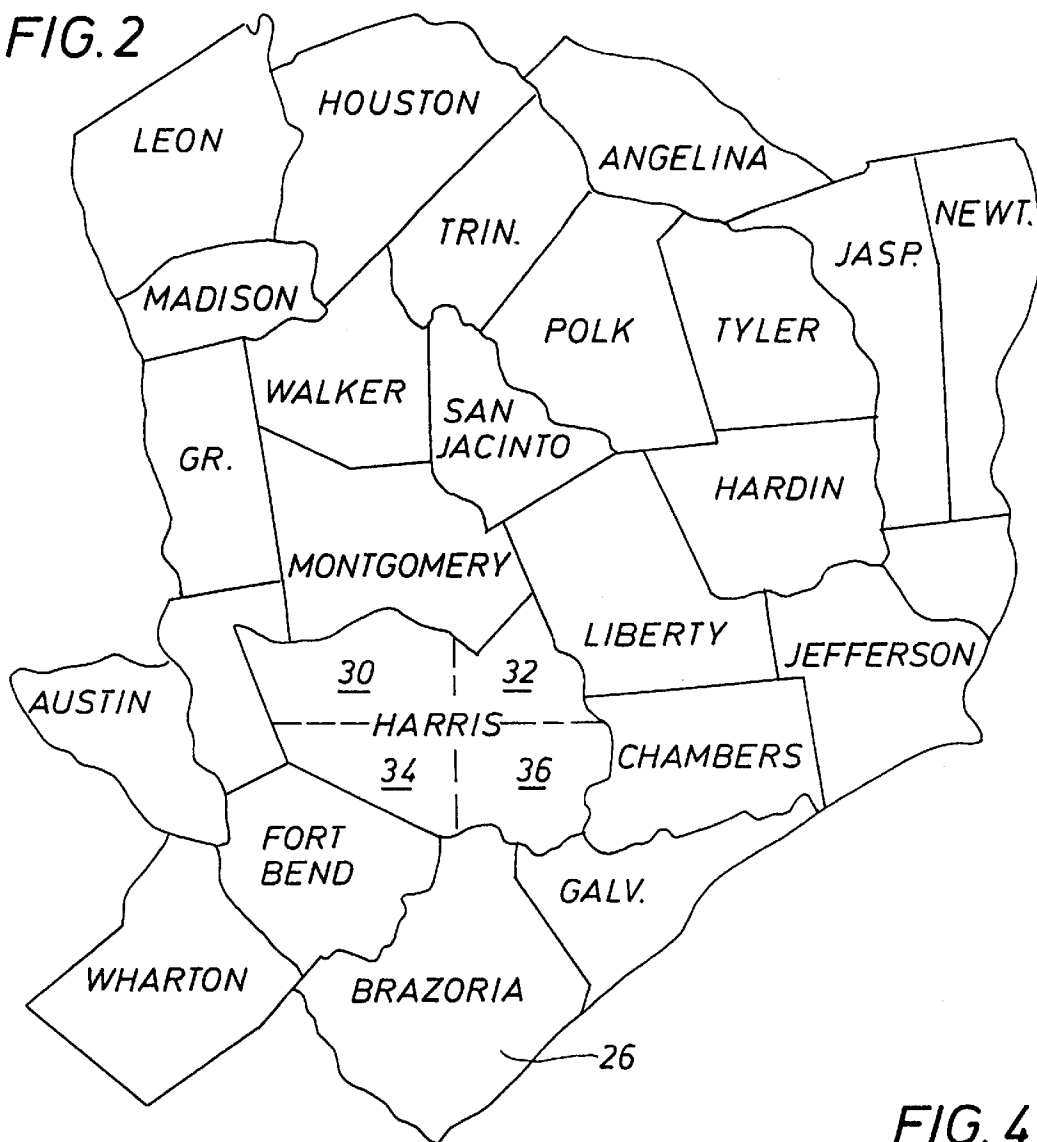 FIG. 2
LEON
HOUSTON
ANGELINA
TRIN.
NEWT.
JASP.
MADISON
POLK
TYLER
WALKER
SAN
JACINTO
GR.
HARDIN
MONTGOMERY
LIBERTY
JEFFERSON
30
32
AUSTIN
HARRIS
34
36
CHAMBERS
FORT
BEND
GALV.
WHARTON
BRAZORIA
26
FIG. 4